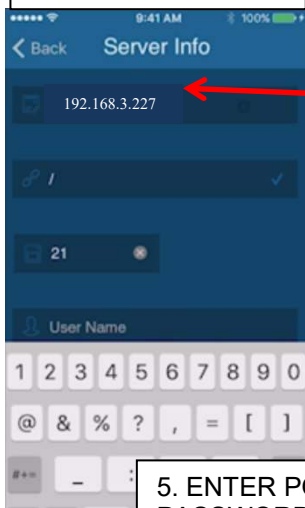 9:41 AM 100%
Back Server Info
192.168.3.227
/
21
User Name
1 2 3 4 5 6 7 8 9 0
@ & % ? , = [ ]
#+= _ :
5. ENTER PO